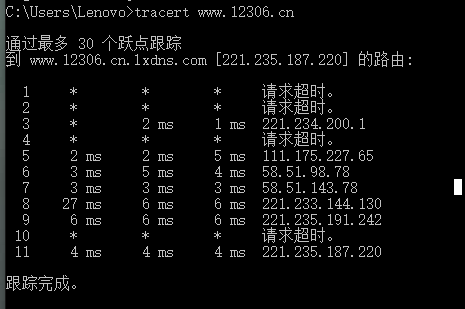 C:\Users\Lenovo>tracert www.12306.cn
通过最多 30 个跃点跟踪
到 www.12306.cn.lxdns.com [221.235.187.220] 的路由:
1 * * * 请求超时。
2 * * * 请求超时。
3 * 2 ms 1 ms 221.234.200.1
4 * * * 请求超时。
5 2 ms 2 ms 5 ms 111.175.227.65
6 3 ms 5 ms 4 ms 58.51.98.78
7 3 ms 3 ms 3 ms 58.51.143.78
8 27 ms 6 ms 6 ms 221.233.144.130
9 6 ms 6 ms 6 ms 221.235.191.242
10 * * * 请求超时。
11 4 ms 4 ms 4 ms 221.235.187.220
跟踪完成。